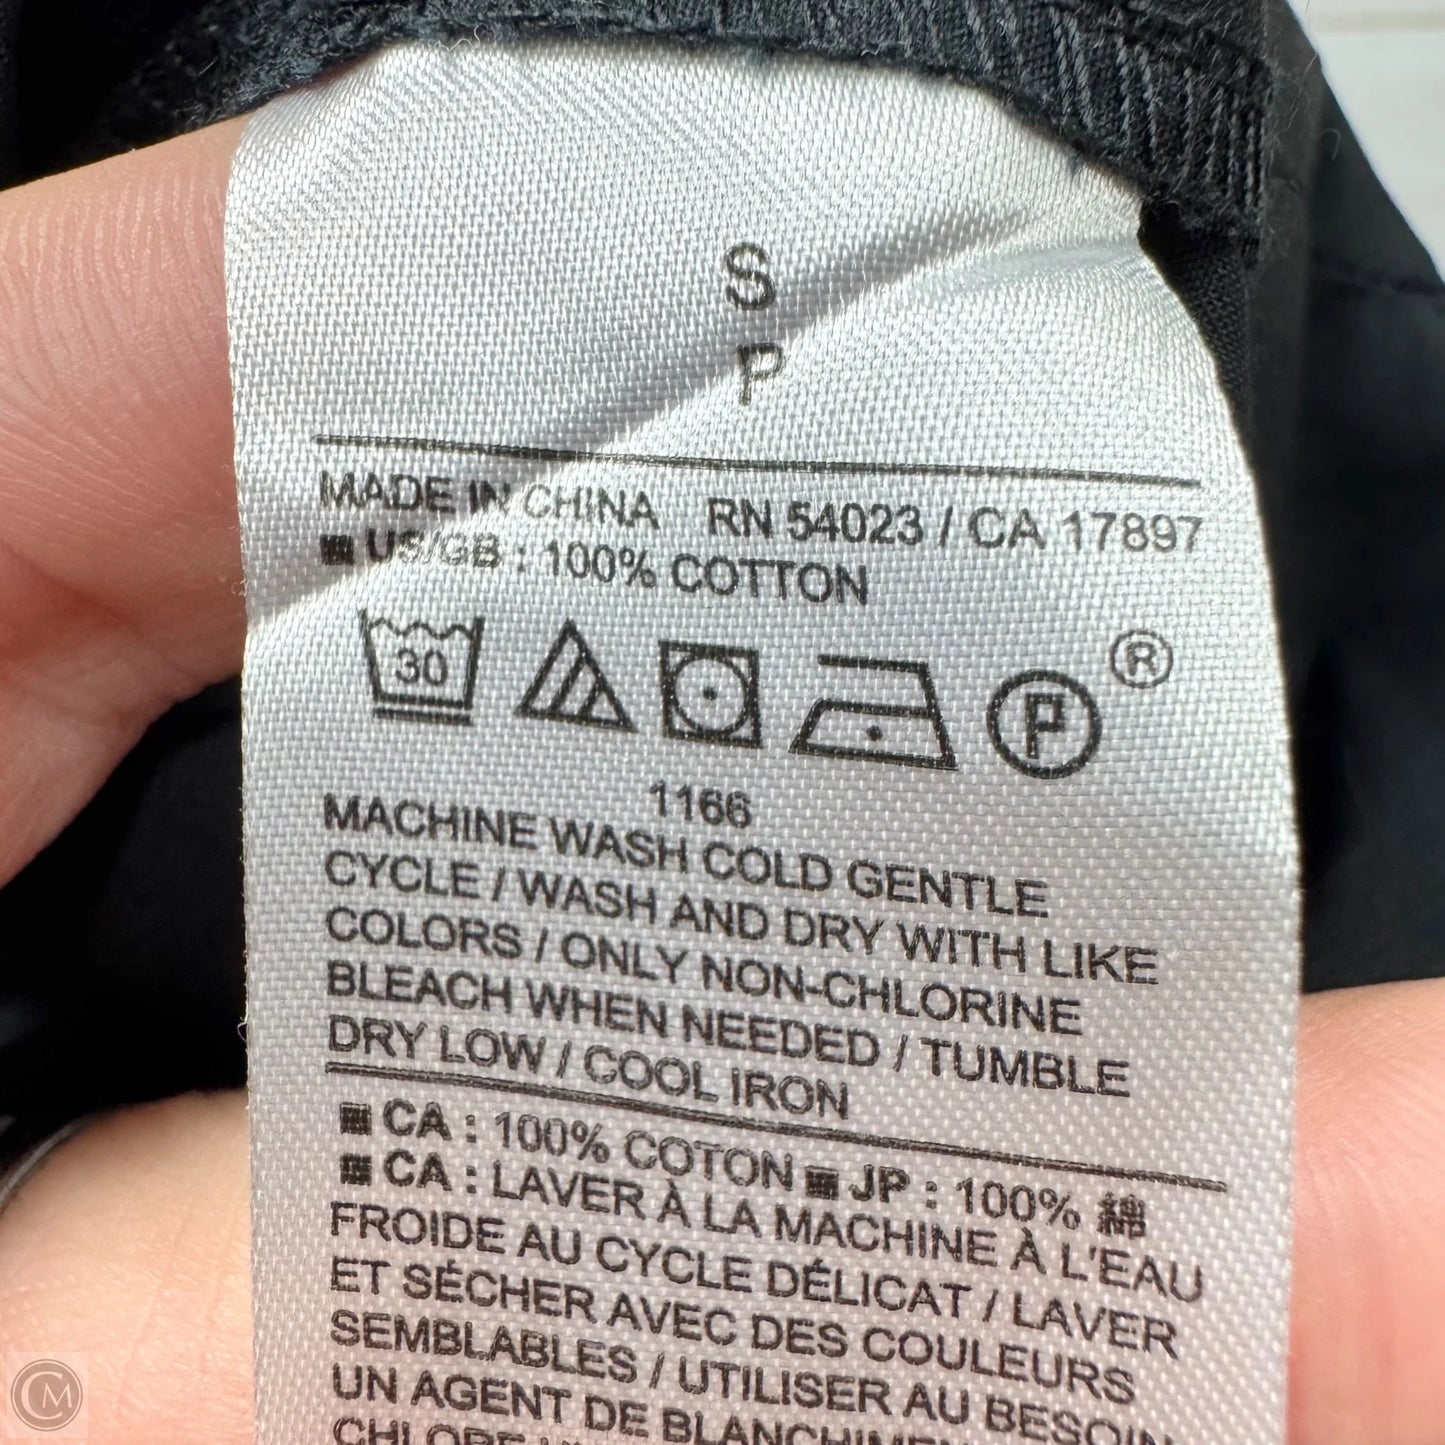 S
P
MADE IN CHINA RN 54023 / CA 17897
■ US/GB : 100% COTTON
30
P ®
1166
MACHINE WASH COLD GENTLE
CYCLE / WASH AND DRY WITH LIKE
COLORS / ONLY NON-CHLORINE
BLEACH WHEN NEEDED / TUMBLE
DRY LOW / COOL IRON
■ CA : 100% COTON ■ JP : 100% 綿
■ CA : LAVER À LA MACHINE À L'EAU
FROIDE AU CYCLE DÉLICAT / LAVER
ET SÉCHER AVEC DES COULEURS
SEMBLABLES / UTILISER AU BESOIN
UN AGENT DE BLANCHIMEN
CM